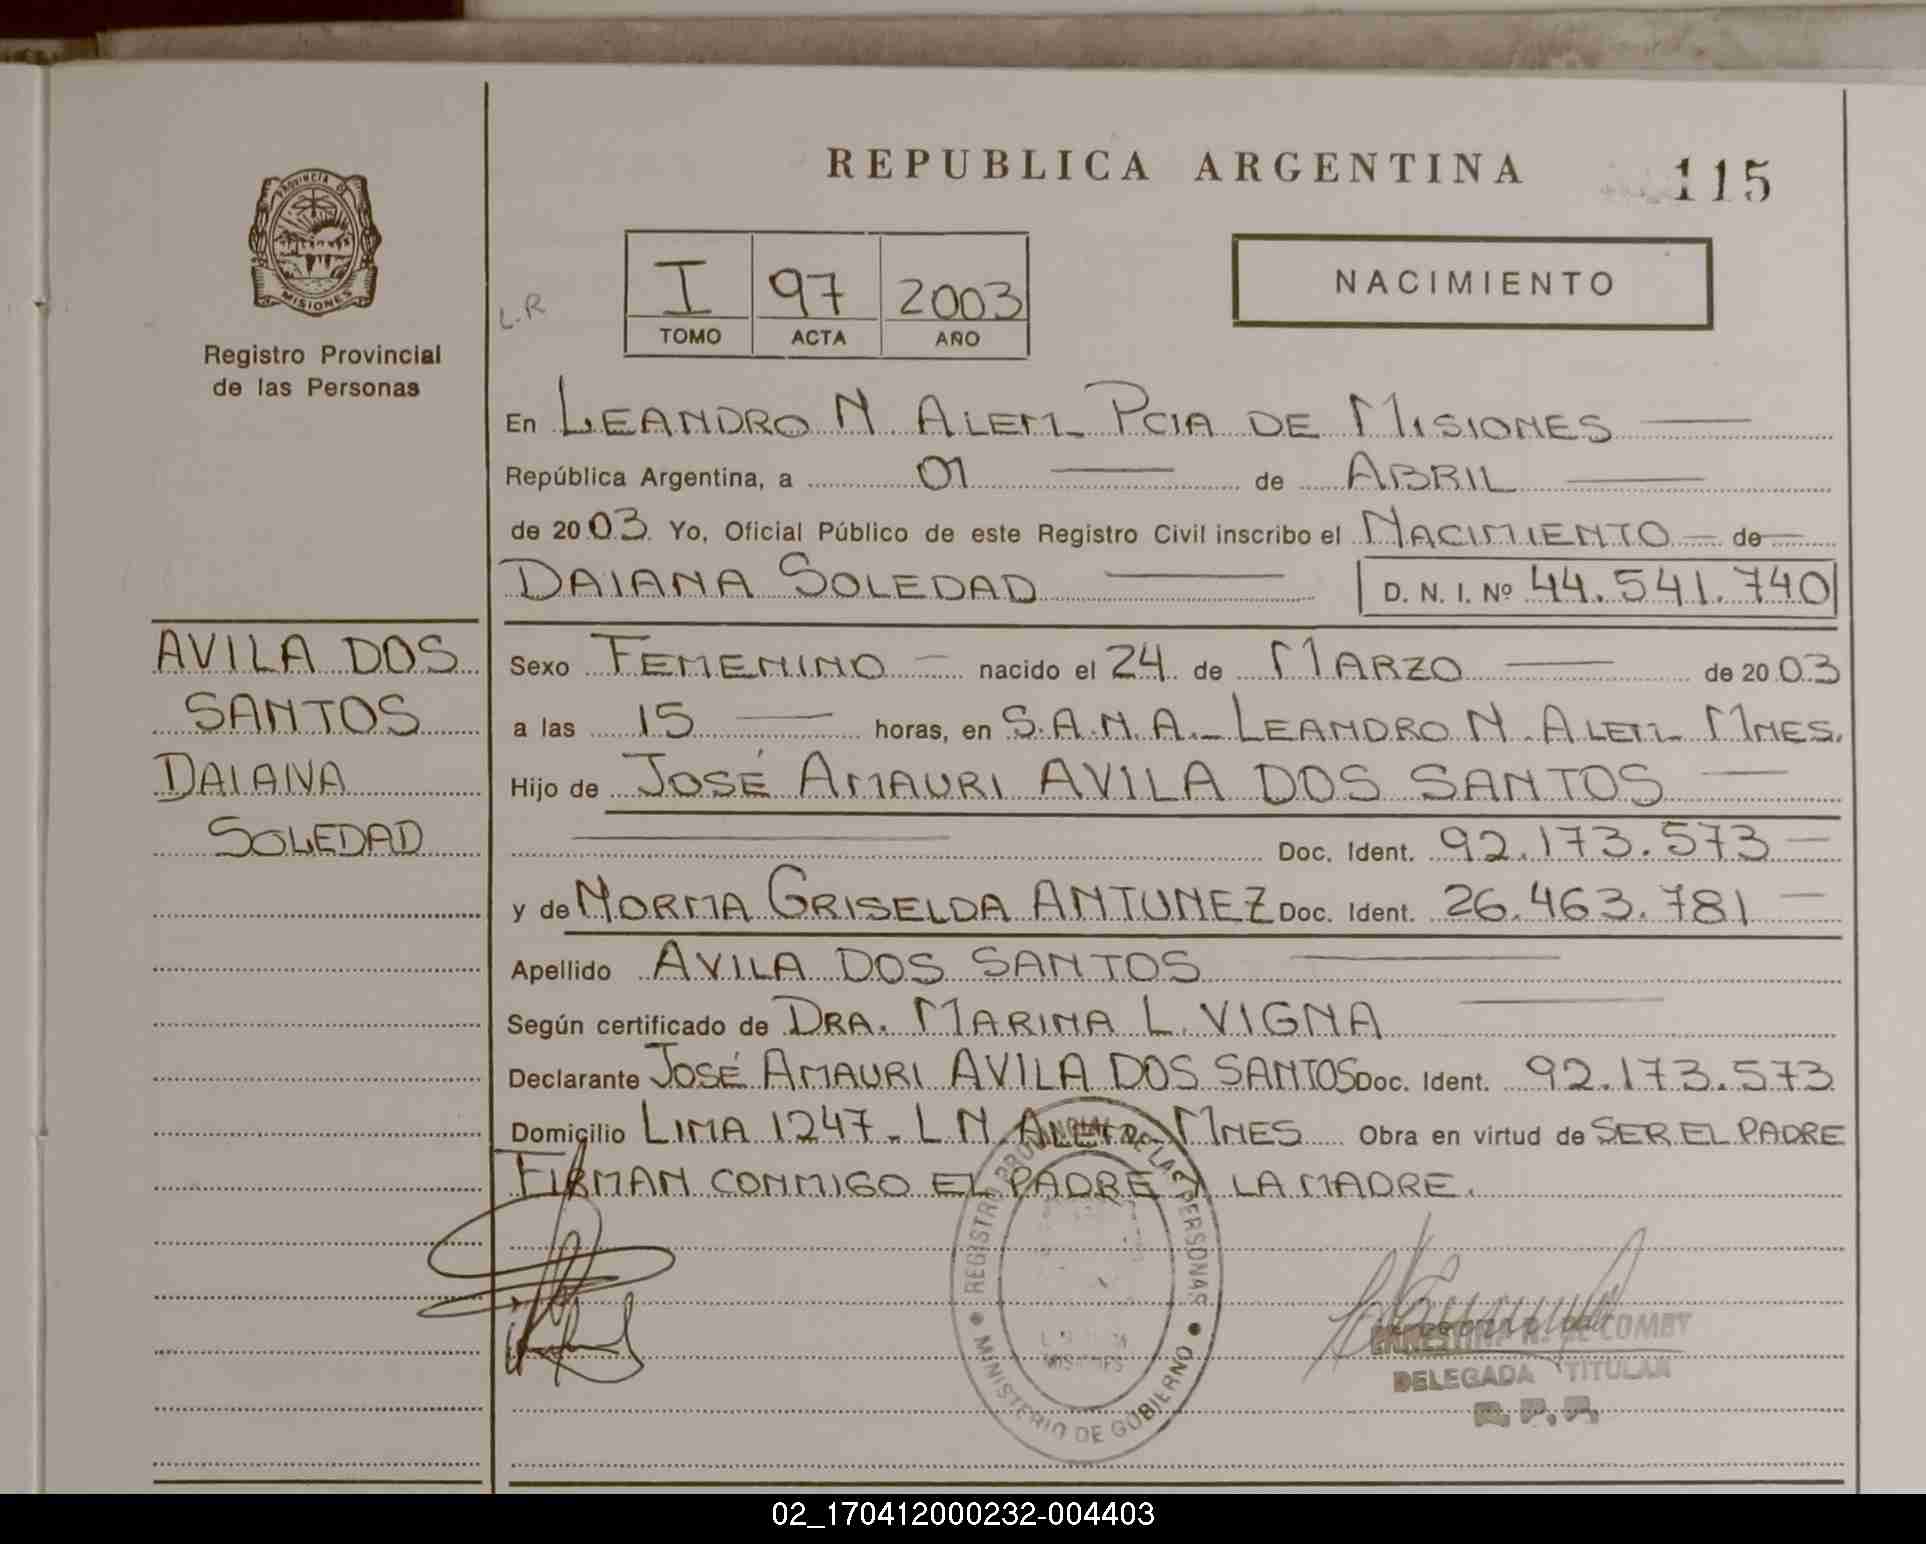 REPUBLICA ARGENTINA
115
PROVINCIA DE
MISIONES
Registro Provincial
de las Personas
L.R
I 97 2003
TOMO ACTA AÑO
NACIMIENTO
En LEANDRO N. ALEM_ PCIA DE MISIONES
República Argentina, a 01 de ABRIL
de 2003. Yo, Oficial Público de este Registro Civil inscribo el NACIMIENTO de
DAIANA SOLEDAD D. N. I. Nº 44.541.740
AVILA DOS
SANTOS
DAIANA
SOLEDAD
Sexo FEMENINO nacido el 24 de MARZO de 2003
a las 15 horas, en S.A.N.A._ LEANDRO N. ALEM_ MNES.
Hijo de JOSÉ AMAURI AVILA DOS SANTOS
Doc. Ident. 92.173.573
y de NORMA GRISELDA ANTUNEZ Doc. Ident. 26.463.781
Apellido AVILA DOS SANTOS
Según certificado de DRA. MARINA L. VIGNA
Declarante JOSÉ AMAURI AVILA DOS SANTOS Doc. Ident. 92.173.573
Domicilio LIMA 1247_ L.N. ALEM_ MNES Obra en virtud de SER EL PADRE
FIRMAN CONMIGO EL PADRE Y LA MADRE.
REGISTRO PROVINCIAL DE LAS PERSONAS
MISIONES
MINISTERIO DE GOBIERNO
DELEGADA TITULAR
R. P. P.
02_170412000232-004403